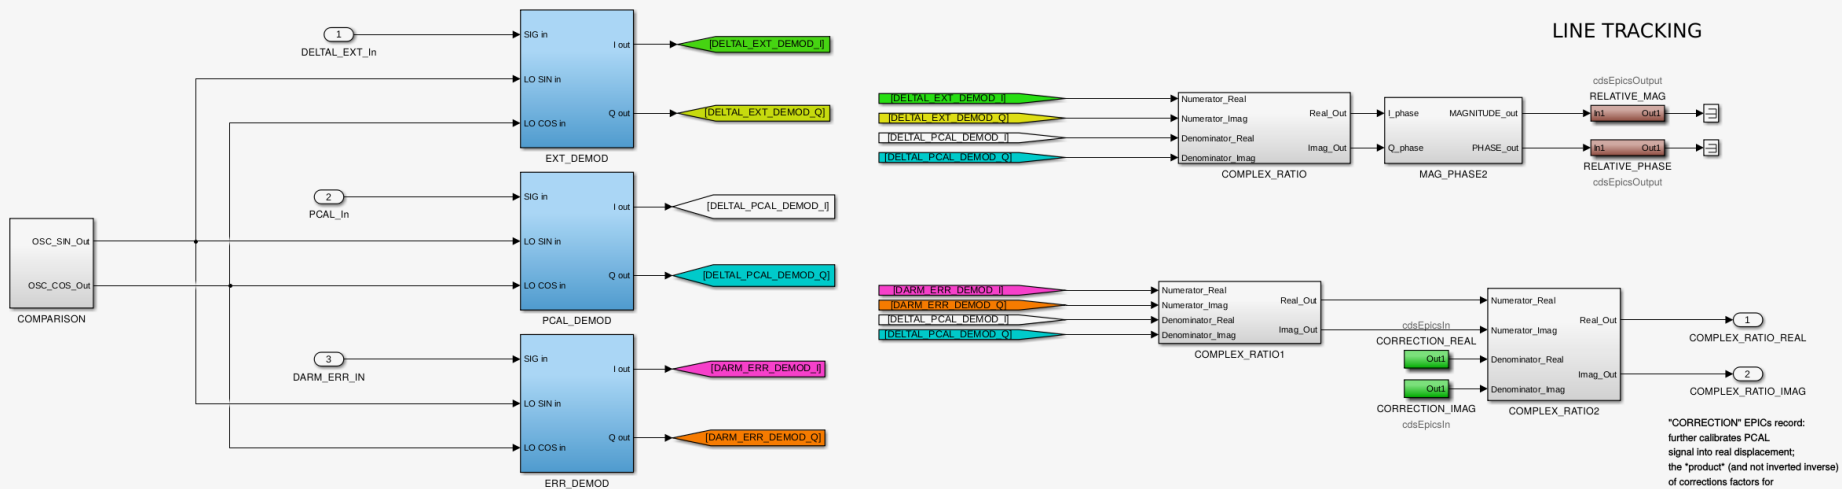 LINE TRACKING
1
DELTAL_EXT_In
SIG in
LO SIN in
LO COS in
I out
Q out
EXT_DEMOD
[DELTAL_EXT_DEMOD_I]
[DELTAL_EXT_DEMOD_Q]
2
PCAL_In
SIG in
LO SIN in
LO COS in
I out
Q out
PCAL_DEMOD
[DELTAL_PCAL_DEMOD_I]
[DELTAL_PCAL_DEMOD_Q]
OSC_SIN_Out
OSC_COS_Out
COMPARISON
3
DARM_ERR_IN
SIG in
LO SIN in
LO COS in
I out
Q out
ERR_DEMOD
[DARM_ERR_DEMOD_I]
[DARM_ERR_DEMOD_Q]
[DELTAL_EXT_DEMOD_I]
[DELTAL_EXT_DEMOD_Q]
[DELTAL_PCAL_DEMOD_I]
[DELTAL_PCAL_DEMOD_Q]
Numerator_Real
Numerator_Imag
Denominator_Real
Denominator_Imag
Real_Out
Imag_Out
COMPLEX_RATIO
I_phase
Q_phase
MAGNITUDE_out
PHASE_out
MAG_PHASE2
cdsEpicsOutput
RELATIVE_MAG
In1 Out1
In1 Out1
RELATIVE_PHASE
cdsEpicsOutput
[DARM_ERR_DEMOD_I]
[DARM_ERR_DEMOD_Q]
[DELTAL_PCAL_DEMOD_I]
[DELTAL_PCAL_DEMOD_Q]
Numerator_Real
Numerator_Imag
Denominator_Real
Denominator_Imag
Real_Out
Imag_Out
COMPLEX_RATIO1
cdsEpicsIn
CORRECTION_REAL
Out1
Out1
CORRECTION_IMAG
cdsEpicsIn
Numerator_Real
Numerator_Imag
Denominator_Real
Denominator_Imag
Real_Out
Imag_Out
COMPLEX_RATIO2
1
COMPLEX_RATIO_REAL
2
COMPLEX_RATIO_IMAG
"CORRECTION" EPICs record:
further calibrates PCAL
signal into real displacement;
the *product* (and not inverted inverse)
of corrections factors for